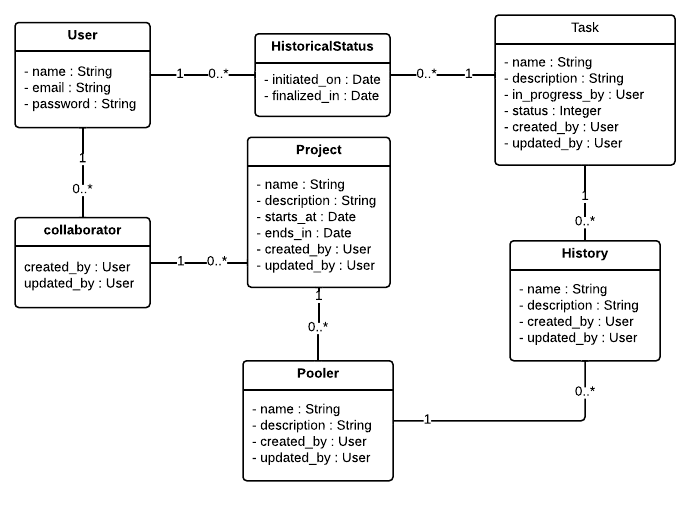 User
- name : String
- email : String
- password : String
1
0..*
HistoricalStatus
- initiated_on : Date
- finalized_in : Date
0..*
1
Task
- name : String
- description : String
- in_progress_by : User
- status : Integer
- created_by : User
- updated_by : User
1
0..*
Project
- name : String
- description : String
- starts_at : Date
- ends_in : Date
- created_by : User
- updated_by : User
1
0..*
collaborator
created_by : User
updated_by : User
1
0..*
History
- name : String
- description : String
- created_by : User
- updated_by : User
1
0..*
Pooler
- name : String
- description : String
- created_by : User
- updated_by : User
1
0..*